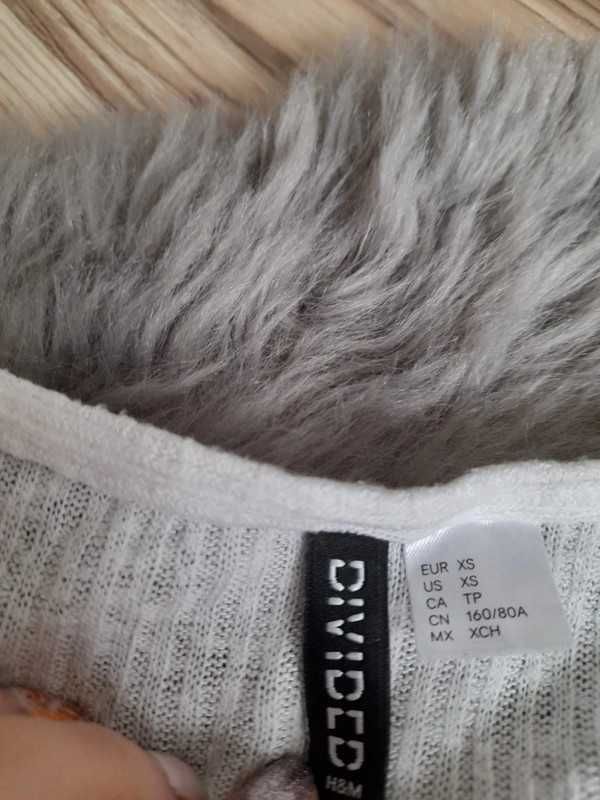 DIVIDED
H&M
EUR XS
US XS
CA TP
CN 160/80A
MX XCH